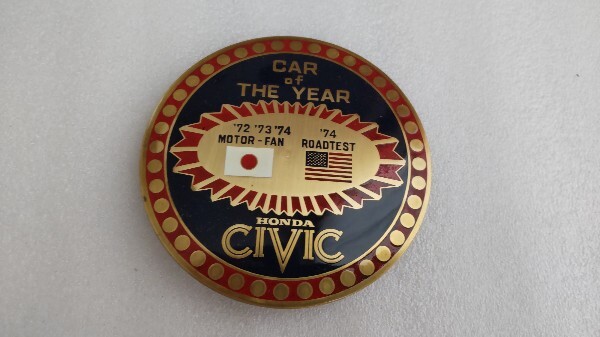 CAR
of
THE YEAR
'72 '73 '74 '74
MOTOR-FAN ROADTEST
HONDA
CIVIC